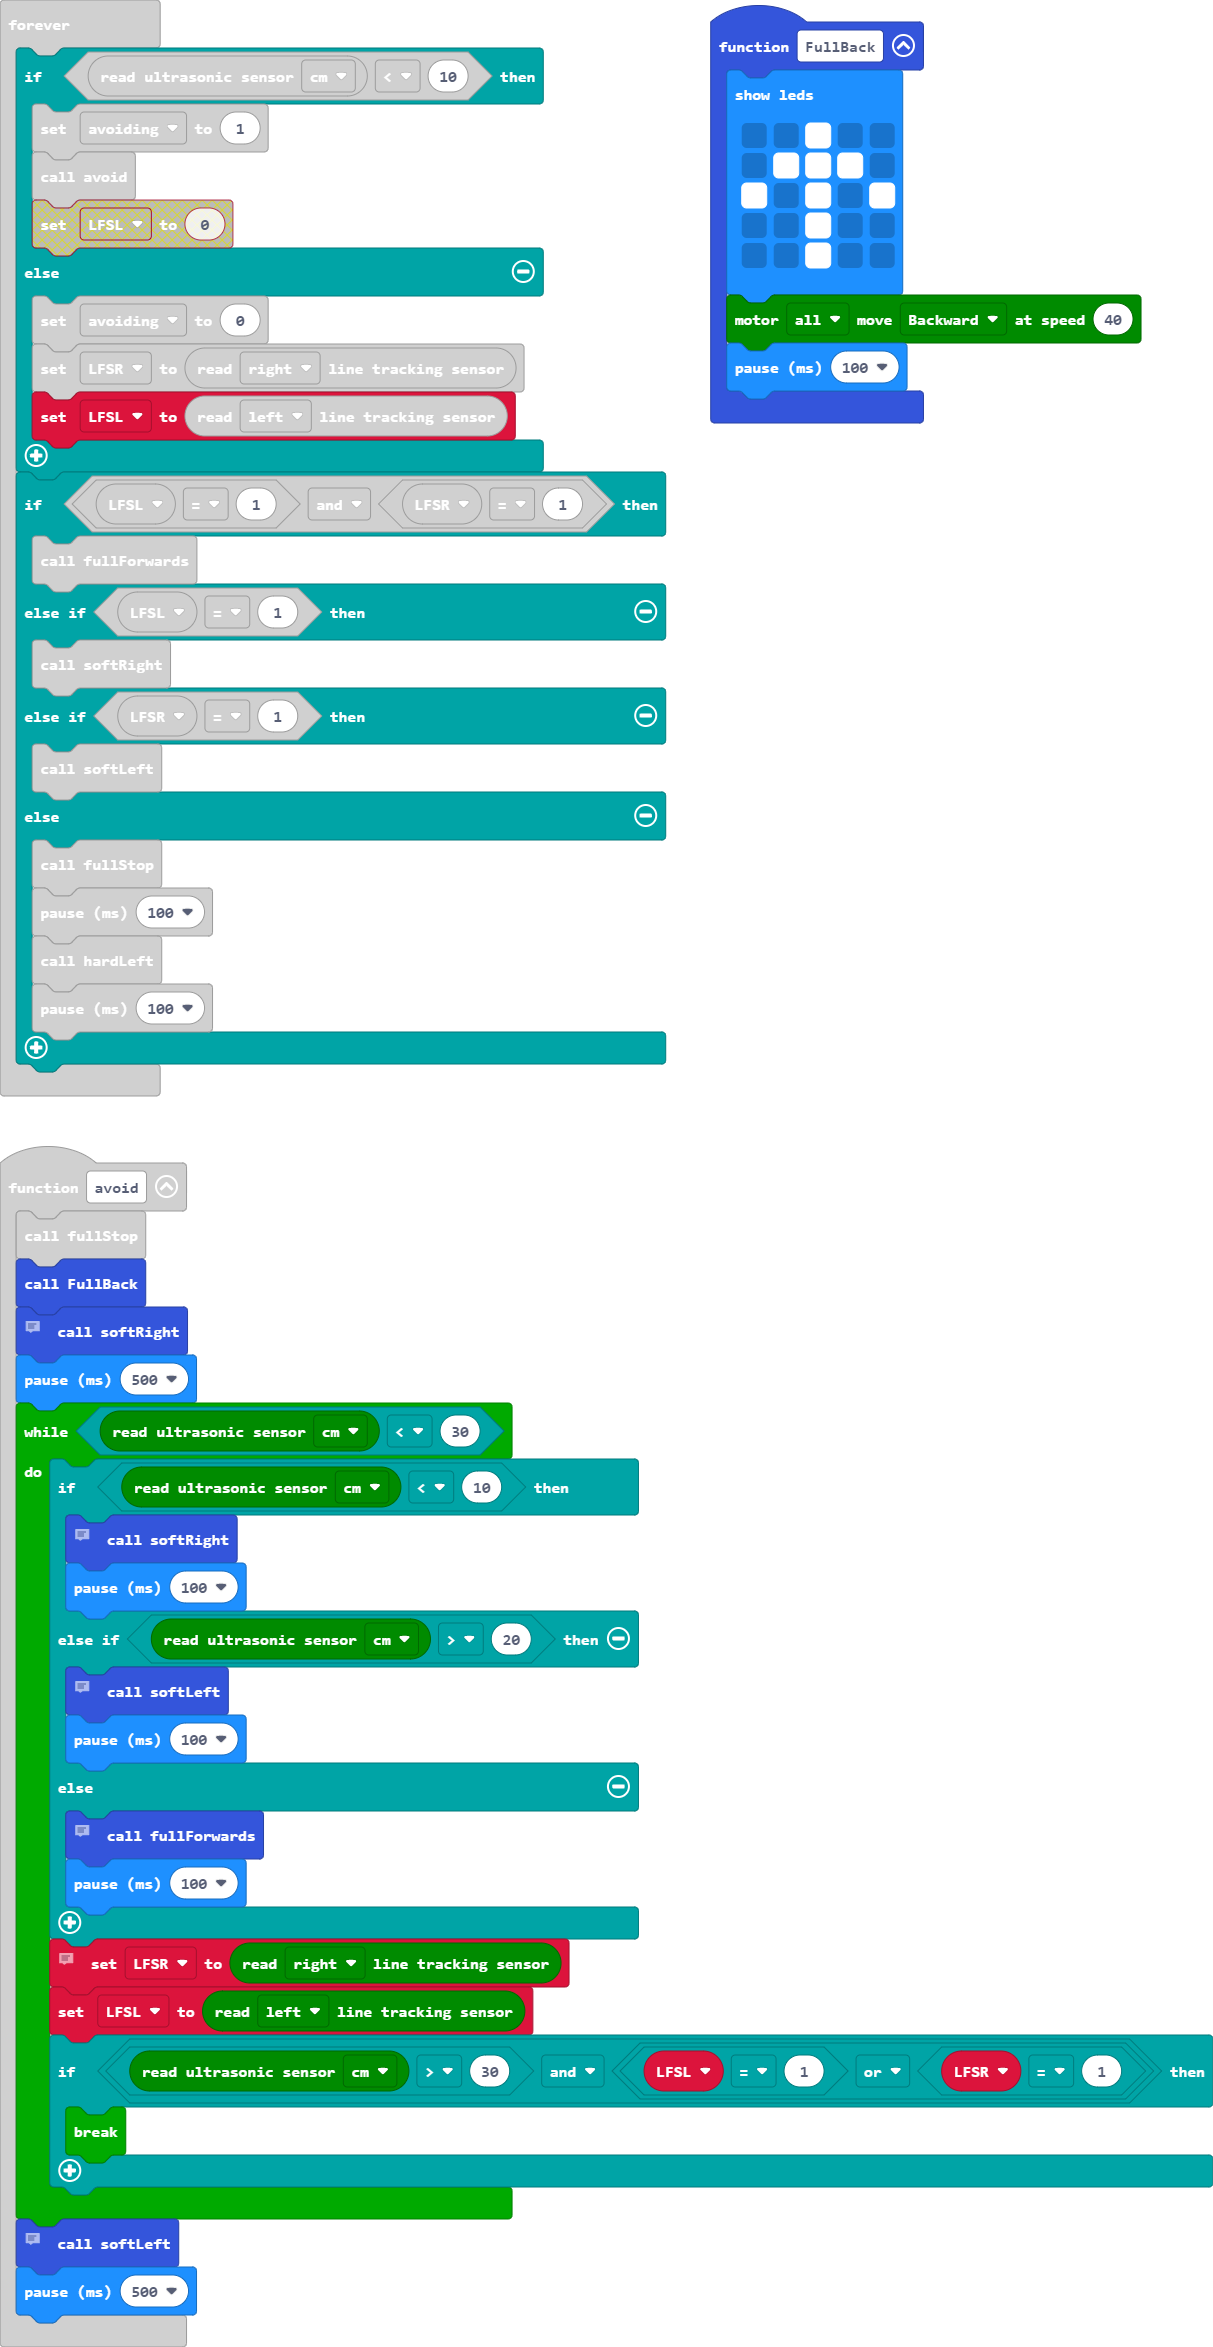 forever
if read ultrasonic sensor cm < 10 then
set avoiding to 1
call avoid
set LFSL to 0
else
set avoiding to 0
set LFSR to read right line tracking sensor
set LFSL to read left line tracking sensor
if LFSL = 1 and LFSR = 1 then
call fullForwards
else if LFSL = 1 then
call softRight
else if LFSR = 1 then
call softLeft
else
call fullStop
pause (ms) 100
call hardLeft
pause (ms) 100
function FullBack
show leds
motor all move Backward at speed 40
pause (ms) 100
function avoid
call fullStop
call FullBack
call softRight
pause (ms) 500
while read ultrasonic sensor cm < 30
do if read ultrasonic sensor cm < 10 then
call softRight
pause (ms) 100
else if read ultrasonic sensor cm > 20 then
call softLeft
pause (ms) 100
else
call fullForwards
pause (ms) 100
set LFSR to read right line tracking sensor
set LFSL to read left line tracking sensor
if read ultrasonic sensor cm > 30 and LFSL = 1 or LFSR = 1 then
break
call softLeft
pause (ms) 500